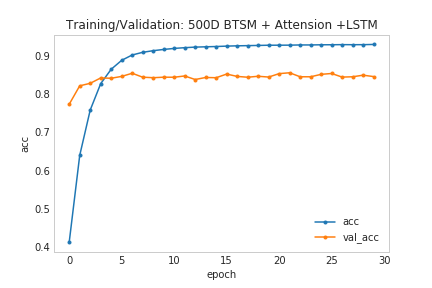 Training/Validation: 500D BTSM + Attension +LSTM
0.9
0.8
0.7
0.6
0.5
0.4
acc
0 5 10 15 20 25 30
epoch
acc
val_acc